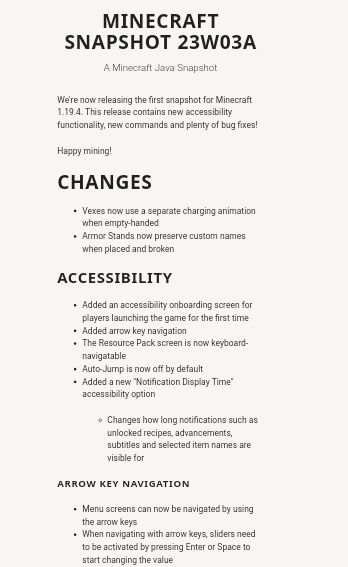 MINECRAFT
SNAPSHOT 23W03A
A Minecraft Java Snapshot
We're now releasing the first snapshot for Minecraft
1.19.4. This release contains new accessibility
functionality, new commands and plenty of bug fixes!
Happy mining!
CHANGES
• Vexes now use a separate charging animation
when empty-handed
• Armor Stands now preserve custom names
when placed and broken
ACCESSIBILITY
• Added an accessibility onboarding screen for
players launching the game for the first time
• Added arrow key navigation
• The Resource Pack screen is now keyboard-
navigatable
• Auto-Jump is now off by default
• Added a new "Notification Display Time"
accessibility option
◦ Changes how long notifications such as
unlocked recipes, advancements,
subtitles and selected item names are
visible for
ARROW KEY NAVIGATION
• Menu screens can now be navigated by using
the arrow keys
• When navigating with arrow keys, sliders need
to be activated by pressing Enter or Space to
start changing the value